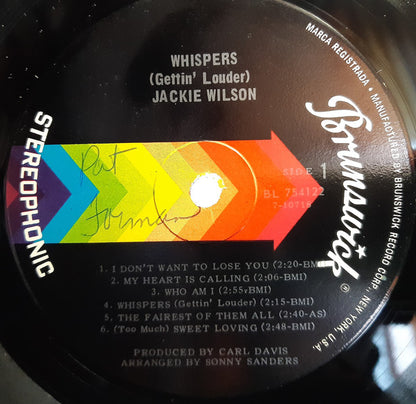 WHISPERS
(Gettin' Louder)
JACKIE WILSON
STEREOPHONIC
Brunswick
®
MARCA REGISTRADA • MANUFACTURED BY BRUNSWICK RECORD CORP., NEW YORK, U.S.A.
SIDE 1
BL 754122
7-10718
Pat
1. I DON'T WANT TO LOSE YOU (2:20-BMI)
2. MY HEART IS CALLING (2:06-BMI)
3. WHO AM I (2:55-BMI)
4. WHISPERS (Gettin' Louder) (2:15-BMI)
5. THE FAIREST OF THEM ALL (2:40-AS)
6. (Too Much) SWEET LOVING (2:48-BMI)
PRODUCED BY CARL DAVIS
ARRANGED BY SONNY SANDERS